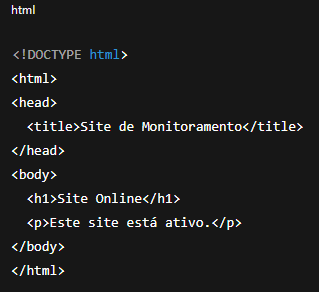 html
<!DOCTYPE html>
<html>
<head>
<title>Site de Monitoramento</title>
</head>
<body>
<h1>Site Online</h1>
<p>Este site está ativo.</p>
</body>
</html>